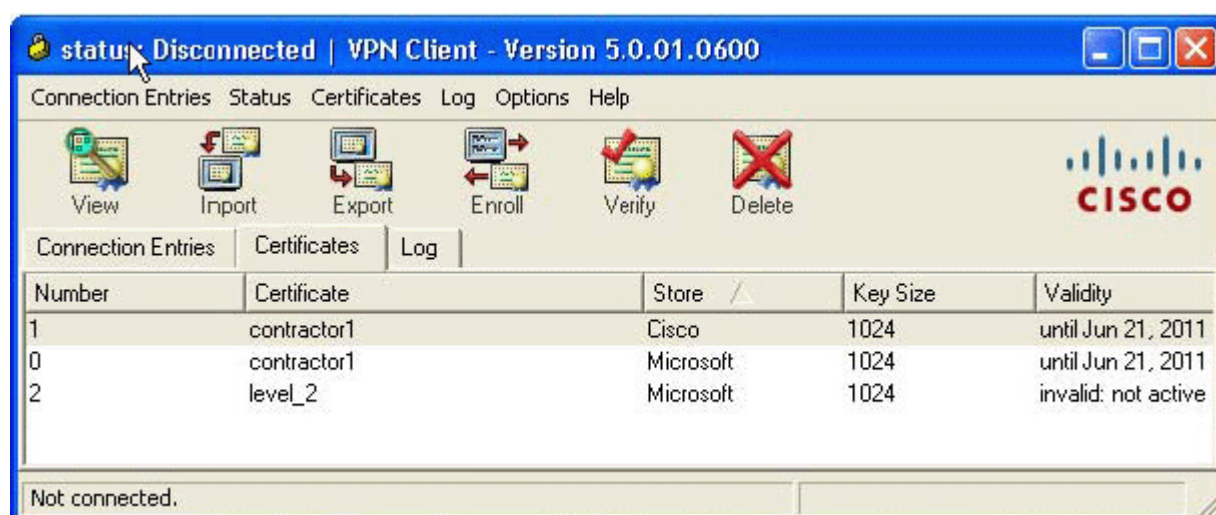 status: Disconnected | VPN Client - Version 5.0.01.0600
Connection Entries Status Certificates Log Options Help
View Import Export Enroll Verify Delete
CISCO
Connection Entries Certificates Log
Number Certificate Store Key Size Validity
1 contractor1 Cisco 1024 until Jun 21, 2011
0 contractor1 Microsoft 1024 until Jun 21, 2011
2 level_2 Microsoft 1024 invalid: not active
Not connected.